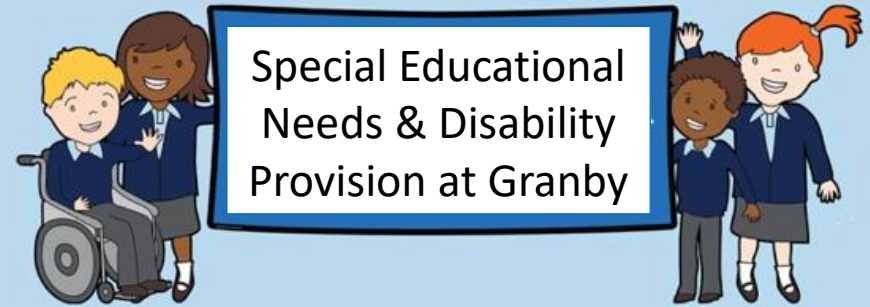 Special Educational
Needs & Disability
Provision at Granby